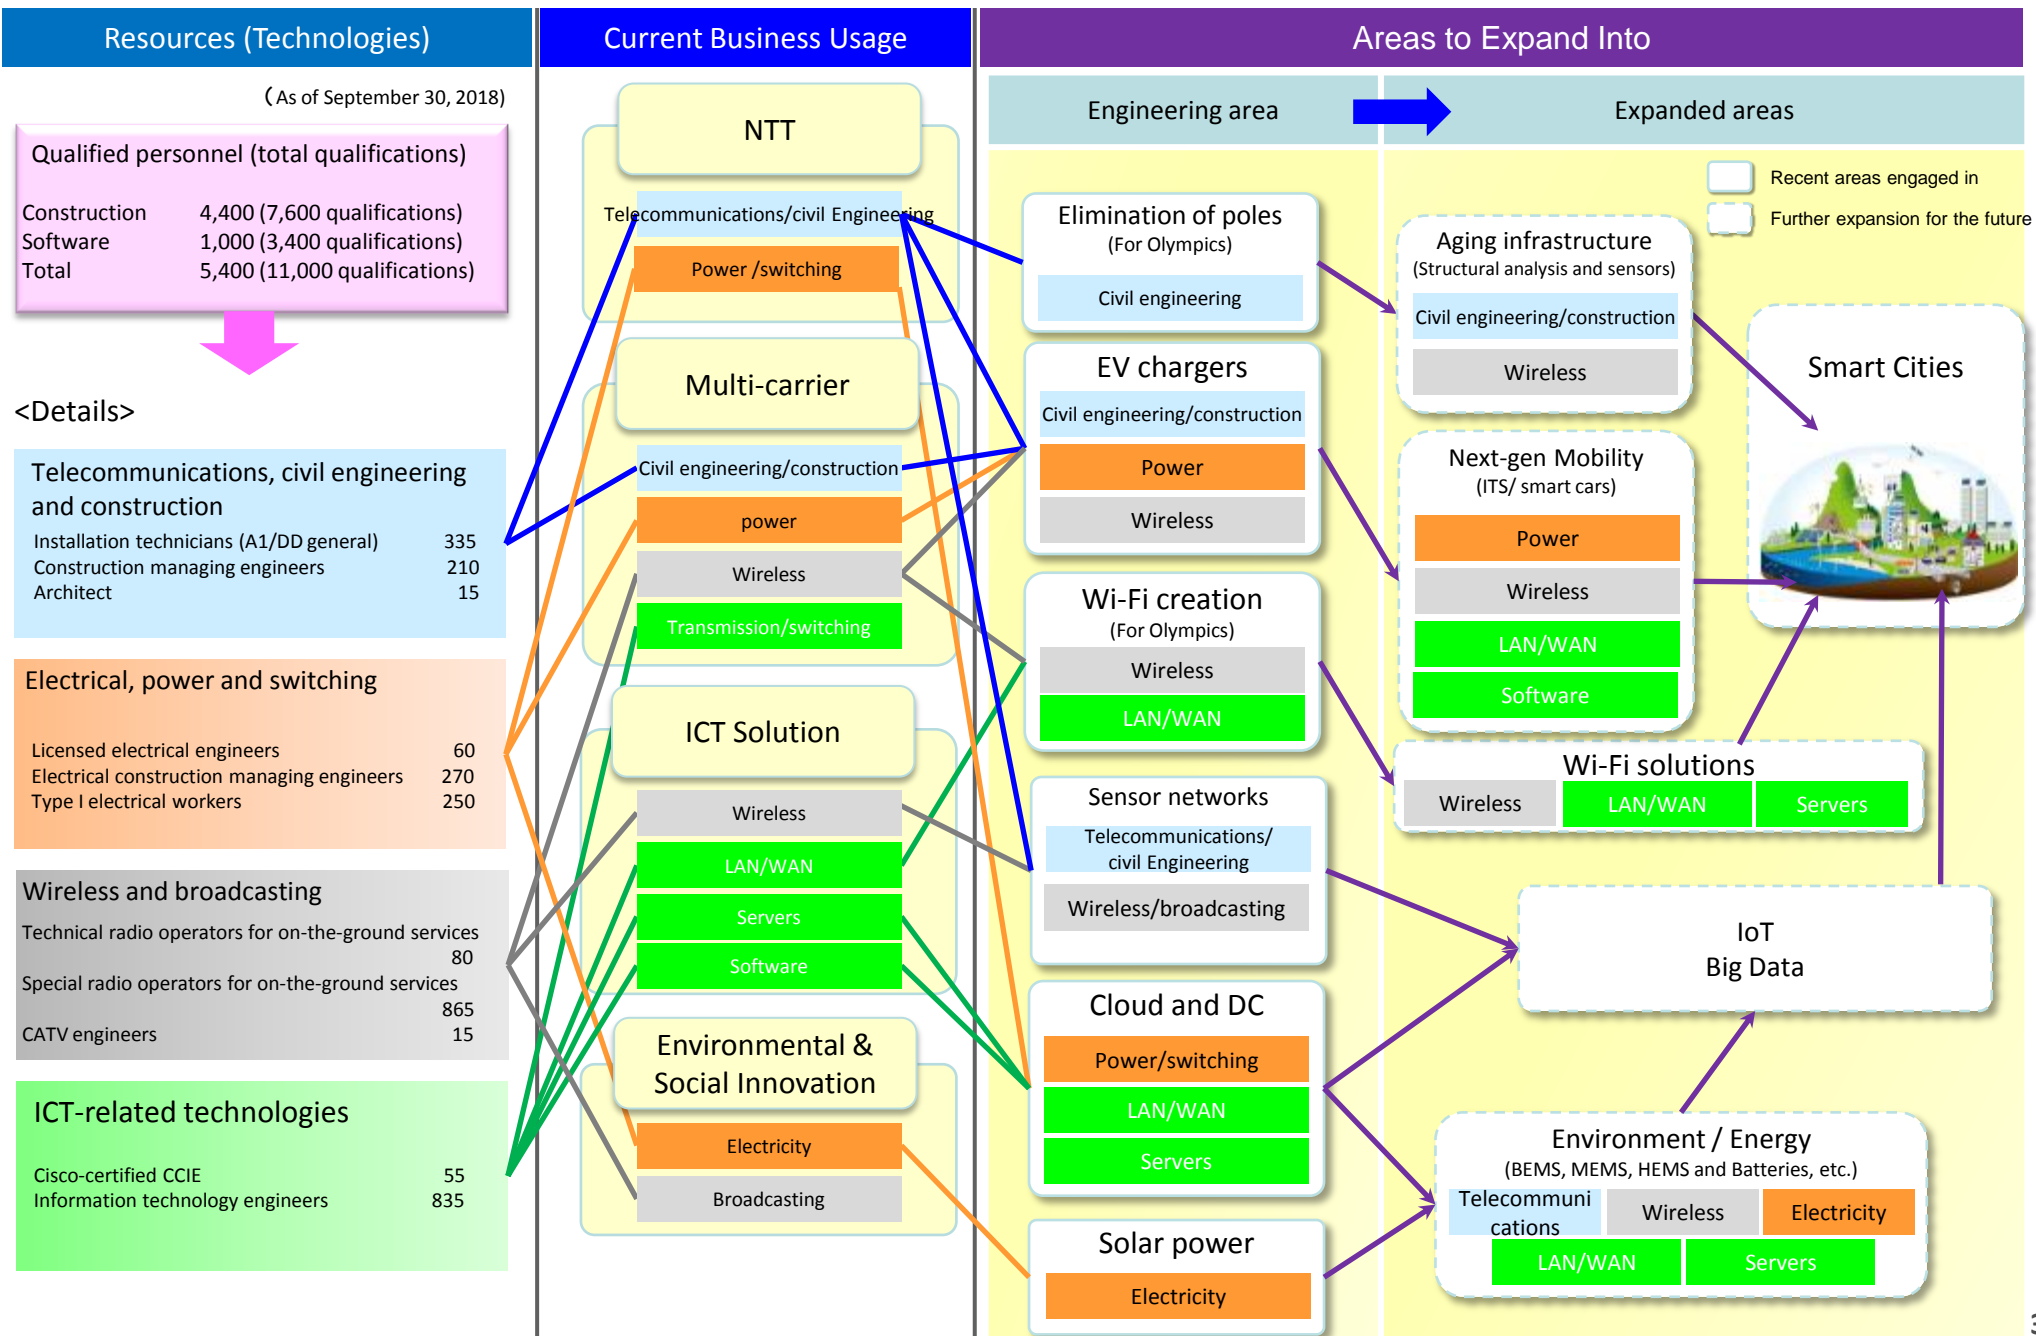 Resources (Technologies)
Current Business Usage
Areas to Expand Into
(As of September 30, 2018)
Qualified personnel (total qualifications)
Construction 4,400 (7,600 qualifications)
Software 1,000 (3,400 qualifications)
Total 5,400 (11,000 qualifications)
<Details>
Telecommunications, civil engineering
and construction
Installation technicians (A1/DD general) 335
Construction managing engineers 210
Architect 15
Electrical, power and switching
Licensed electrical engineers 60
Electrical construction managing engineers 270
Type I electrical workers 250
Wireless and broadcasting
Technical radio operators for on-the-ground services
80
Special radio operators for on-the-ground services
865
CATV engineers 15
ICT-related technologies
Cisco-certified CCIE 55
Information technology engineers 835
NTT
Telecommunications/civil Engineering
Power /switching
Multi-carrier
Civil engineering/construction
power
Wireless
Transmission/switching
ICT Solution
Wireless
LAN/WAN
Servers
Software
Environmental &
Social Innovation
Electricity
Broadcasting
Engineering area
Expanded areas
Elimination of poles
(For Olympics)
Civil engineering
EV chargers
Civil engineering/construction
Power
Wireless
Wi-Fi creation
(For Olympics)
Wireless
LAN/WAN
Sensor networks
Telecommunications/
civil Engineering
Wireless/broadcasting
Cloud and DC
Power/switching
LAN/WAN
Servers
Solar power
Electricity
Recent areas engaged in
Further expansion for the future
Aging infrastructure
(Structural analysis and sensors)
Civil engineering/construction
Wireless
Next-gen Mobility
(ITS/ smart cars)
Power
Wireless
LAN/WAN
Software
Wi-Fi solutions
Wireless LAN/WAN Servers
Smart Cities
IoT
Big Data
Environment / Energy
(BEMS, MEMS, HEMS and Batteries, etc.)
Telecommuni
cations
Wireless
Electricity
LAN/WAN
Servers